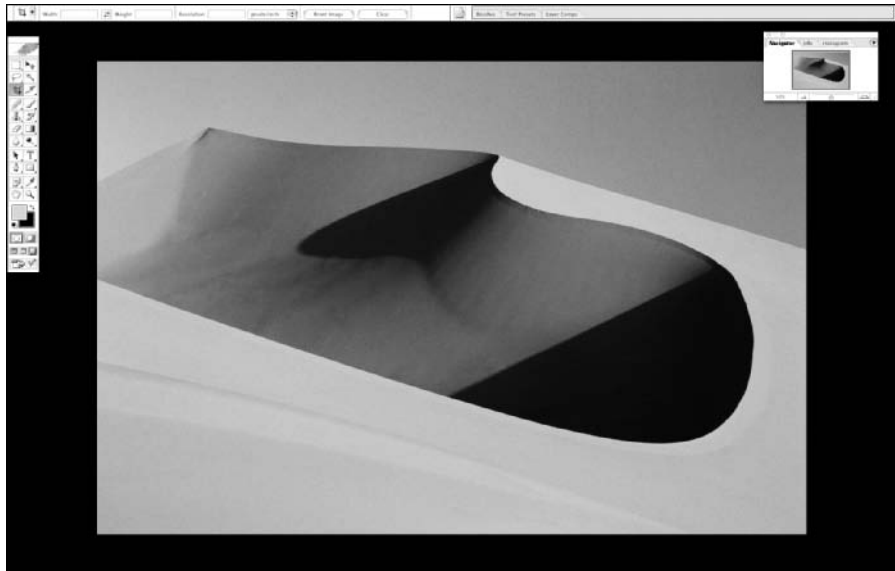 Width: Height: Resolution: pixels/inch Front Image Clear Brushes Tool Presets Layer Comps
Navigator Info Histogram
T